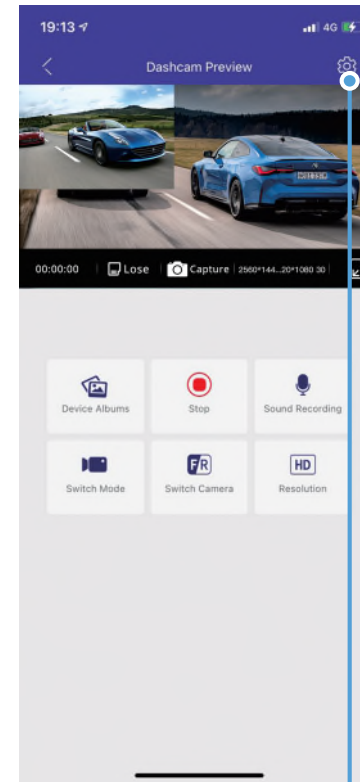 19:13 4G
Dashcam Preview
00:00:00 Lose Capture 2560*144...20*1080 30
Device Albums Stop Sound Recording
FR HD
Switch Mode Switch Camera Resolution